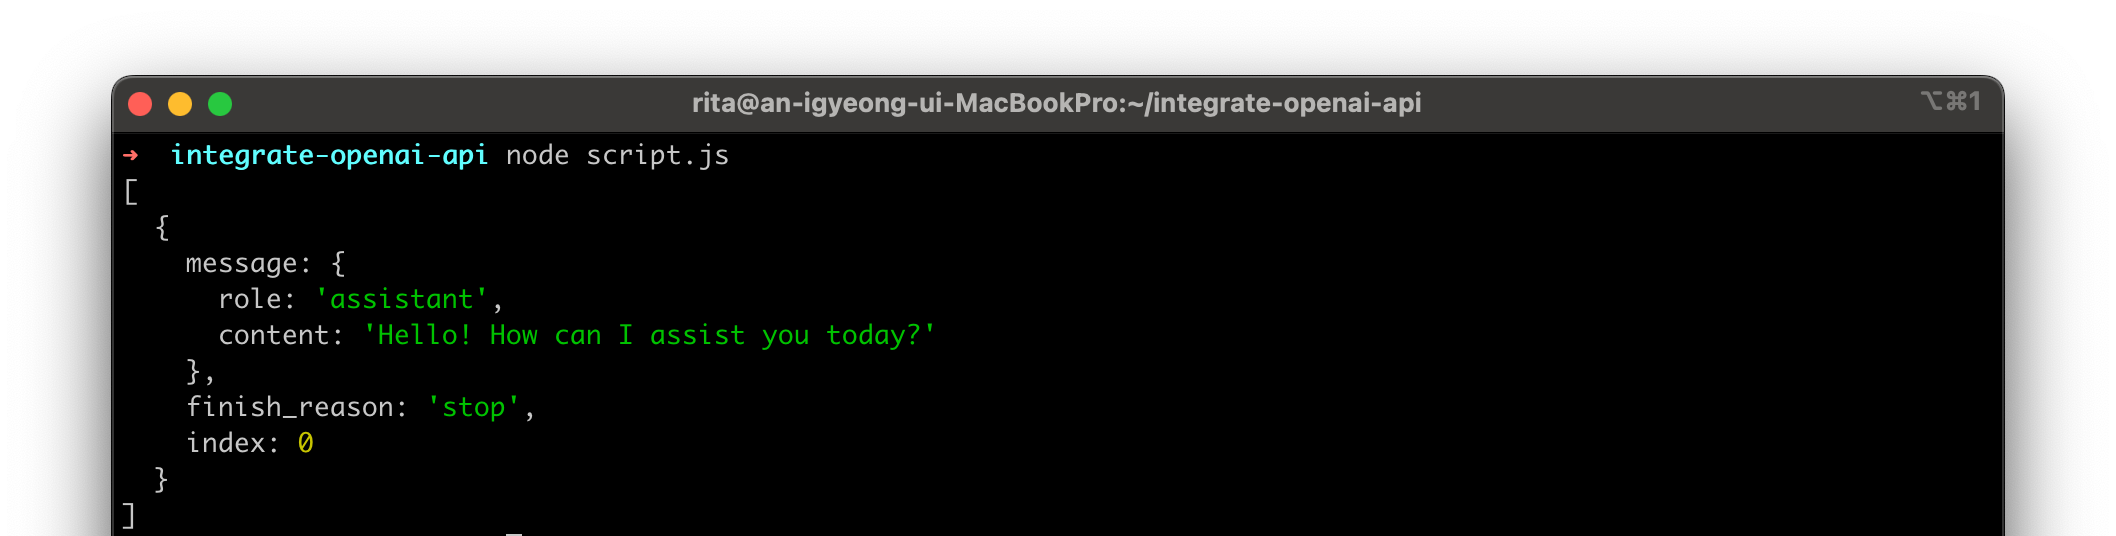 rita@an-igyeong-ui-MacBookPro:~/integrate-openai-api ⌥⌘1
➜  integrate-openai-api node script.js
[
  {
    message: {
      role: 'assistant',
      content: 'Hello! How can I assist you today?'
    },
    finish_reason: 'stop',
    index: 0
  }
]